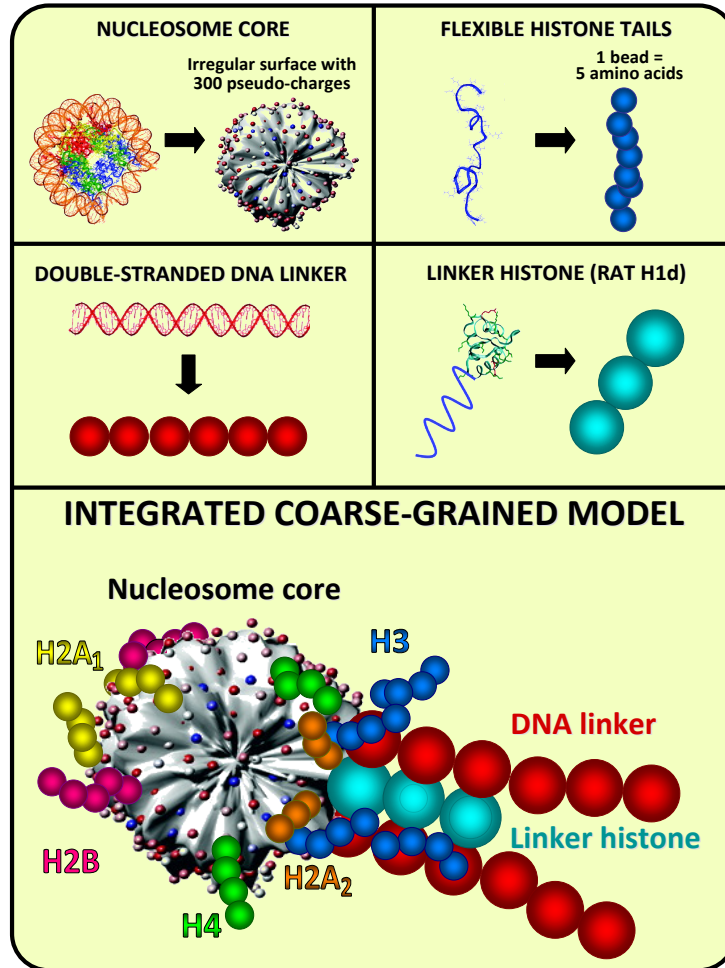 NUCLEOSOME CORE
Irregular surface with
300 pseudo-charges
FLEXIBLE HISTONE TAILS
1 bead =
5 amino acids
DOUBLE-STRANDED DNA LINKER
LINKER HISTONE (RAT H1d)
INTEGRATED COARSE-GRAINED MODEL
Nucleosome core
H2A₁
H3
DNA linker
Linker histone
H2B
H2A₂
H4